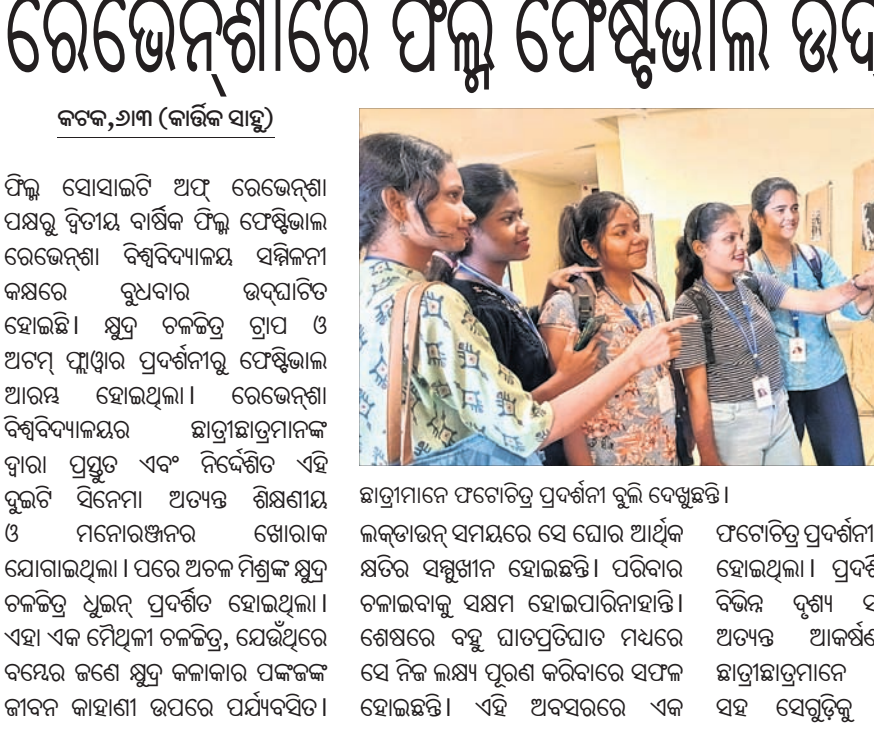 ରେଭେନ୍‌ଶାରେ ଫିଲ୍ମ ଫେଷ୍ଟିଭାଲ
କଟକ,୬ା୩ (କାର୍ତ୍ତିକ ସାହୁ)
ଫିଲ୍ମ ସୋସାଇଟି ଅଫ୍ ରେଭେନ୍‌ଶା
ପକ୍ଷରୁ ଦ୍ୱିତୀୟ ବାର୍ଷିକ ଫିଲ୍ମ ଫେଷ୍ଟିଭାଲ
ରେଭେନ୍‌ଶା ବିଶ୍ୱବିଦ୍ୟାଳୟ ସମ୍ମିଳନୀ
କକ୍ଷରେ ବୁଧବାର ଉଦ୍‌ଘାଟିତ
ହୋଇଛି। କ୍ଷୁଦ୍ର ଚଳଚ୍ଚିତ୍ର ଟ୍ରାପ ଓ
ଅଟମ୍ ଫ୍ଲାୱାର ପ୍ରଦର୍ଶନୀରୁ ଫେଷ୍ଟିଭାଲ
ଆରମ୍ଭ ହୋଇଥିଲା। ରେଭେନ୍‌ଶା
ବିଶ୍ୱବିଦ୍ୟାଳୟର ଛାତ୍ରୀଛାତ୍ରମାନଙ୍କ
ଦ୍ୱାରା ପ୍ରସ୍ତୁତ ଏବଂ ନିର୍ଦ୍ଦେଶିତ ଏହି
ଦୁଇଟି ସିନେମା ଅତ୍ୟନ୍ତ ଶିକ୍ଷଣୀୟ
ଓ ମନୋରଞ୍ଜନର ଖୋରାକ
ଯୋଗାଇଥିଲା। ପରେ ଅଚଳ ମିଶ୍ରଙ୍କ କ୍ଷୁଦ୍ର
ଚଳଚ୍ଚିତ୍ର ଧୁଇନ୍ ପ୍ରଦର୍ଶିତ ହୋଇଥିଲା।
ଏହା ଏକ ମୈଥିଳୀ ଚଳଚ୍ଚିତ୍ର, ଯେଉଁଥିରେ
ବମ୍ବେର ଜଣେ କ୍ଷୁଦ୍ର କଳାକାର ପଙ୍କଜଙ୍କ
ଜୀବନ କାହାଣୀ ଉପରେ ପର୍ଯ୍ୟବସିତ।
ଛାତ୍ରୀମାନେ ଫଟୋଚିତ୍ର ପ୍ରଦର୍ଶନୀ ବୁଲି ଦେଖୁଛନ୍ତି।
ଲକ୍‌ଡାଉନ୍ ସମୟରେ ସେ ଘୋର ଆର୍ଥିକ
କ୍ଷତିର ସମ୍ମୁଖୀନ ହୋଇଛନ୍ତି। ପରିବାର
ଚଳାଇବାକୁ ସକ୍ଷମ ହୋଇପାରିନାହାନ୍ତି।
ଶେଷରେ ବହୁ ଘାତପ୍ରତିଘାତ ମଧ୍ୟରେ
ସେ ନିଜ ଲକ୍ଷ୍ୟ ପୂରଣ କରିବାରେ ସଫଳ
ହୋଇଛନ୍ତି। ଏହି ଅବସରରେ ଏକ
ଫଟୋଚିତ୍ର ପ୍ରଦର୍ଶନୀ
ହୋଇଥିଲା।
ବିଭିନ୍ନ ଦୃଶ୍ୟ
ଅତ୍ୟନ୍ତ
ଛାତ୍ରୀଛାତ୍ରମାନେ
ସହ ସେଗୁଡ଼ିକୁ